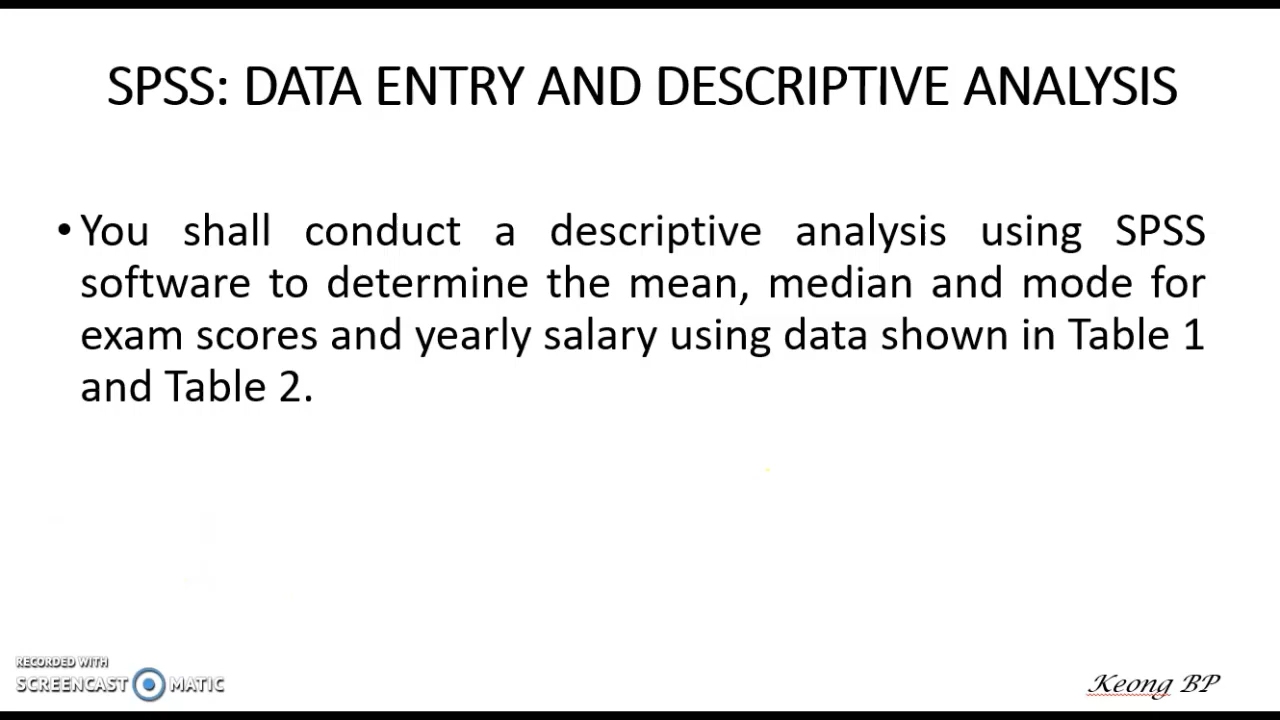 SPSS: DATA ENTRY AND DESCRIPTIVE ANALYSIS
• You shall conduct a descriptive analysis using SPSS
software to determine the mean, median and mode for
exam scores and yearly salary using data shown in Table 1
and Table 2.
RECORDED WITH
SCREENCAST MATIC
Keong BP